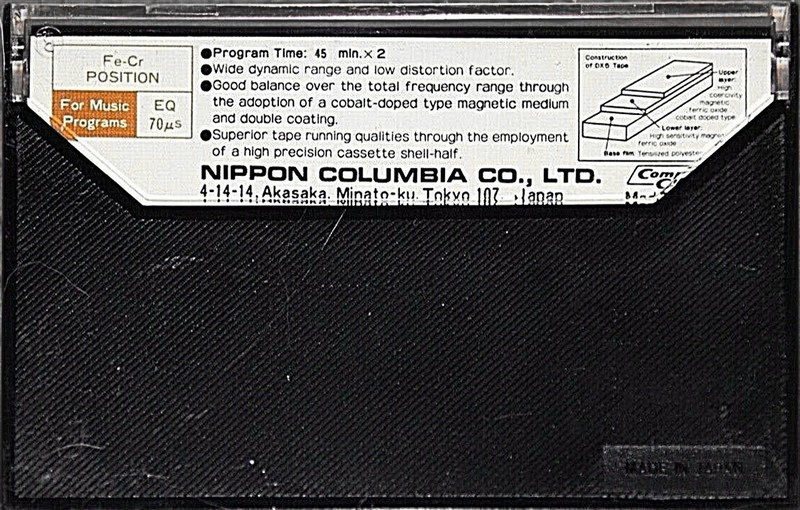 Fe-Cr
POSITION
For Music
Programs
EQ
70μs
●Program Time: 45 min.×2
●Wide dynamic range and low distortion factor.
●Good balance over the total frequency range through
the adoption of a cobalt-doped type magnetic medium
and double coating.
●Superior tape running qualities through the employment
of a high precision cassette shell-half.
NIPPON COLUMBIA CO., LTD.
4-14-14, Akasaka, Minato-ku, Tokyo 107, Japan
Construction
of DX5 Tape
Upper
layer:
High
coercivity
magnetic
ferric oxide
cobalt doped type
Lower layer:
High sensitivity magne
ferric oxide
Base film: Tensilized polyeste
Com
MADE IN JAPAN